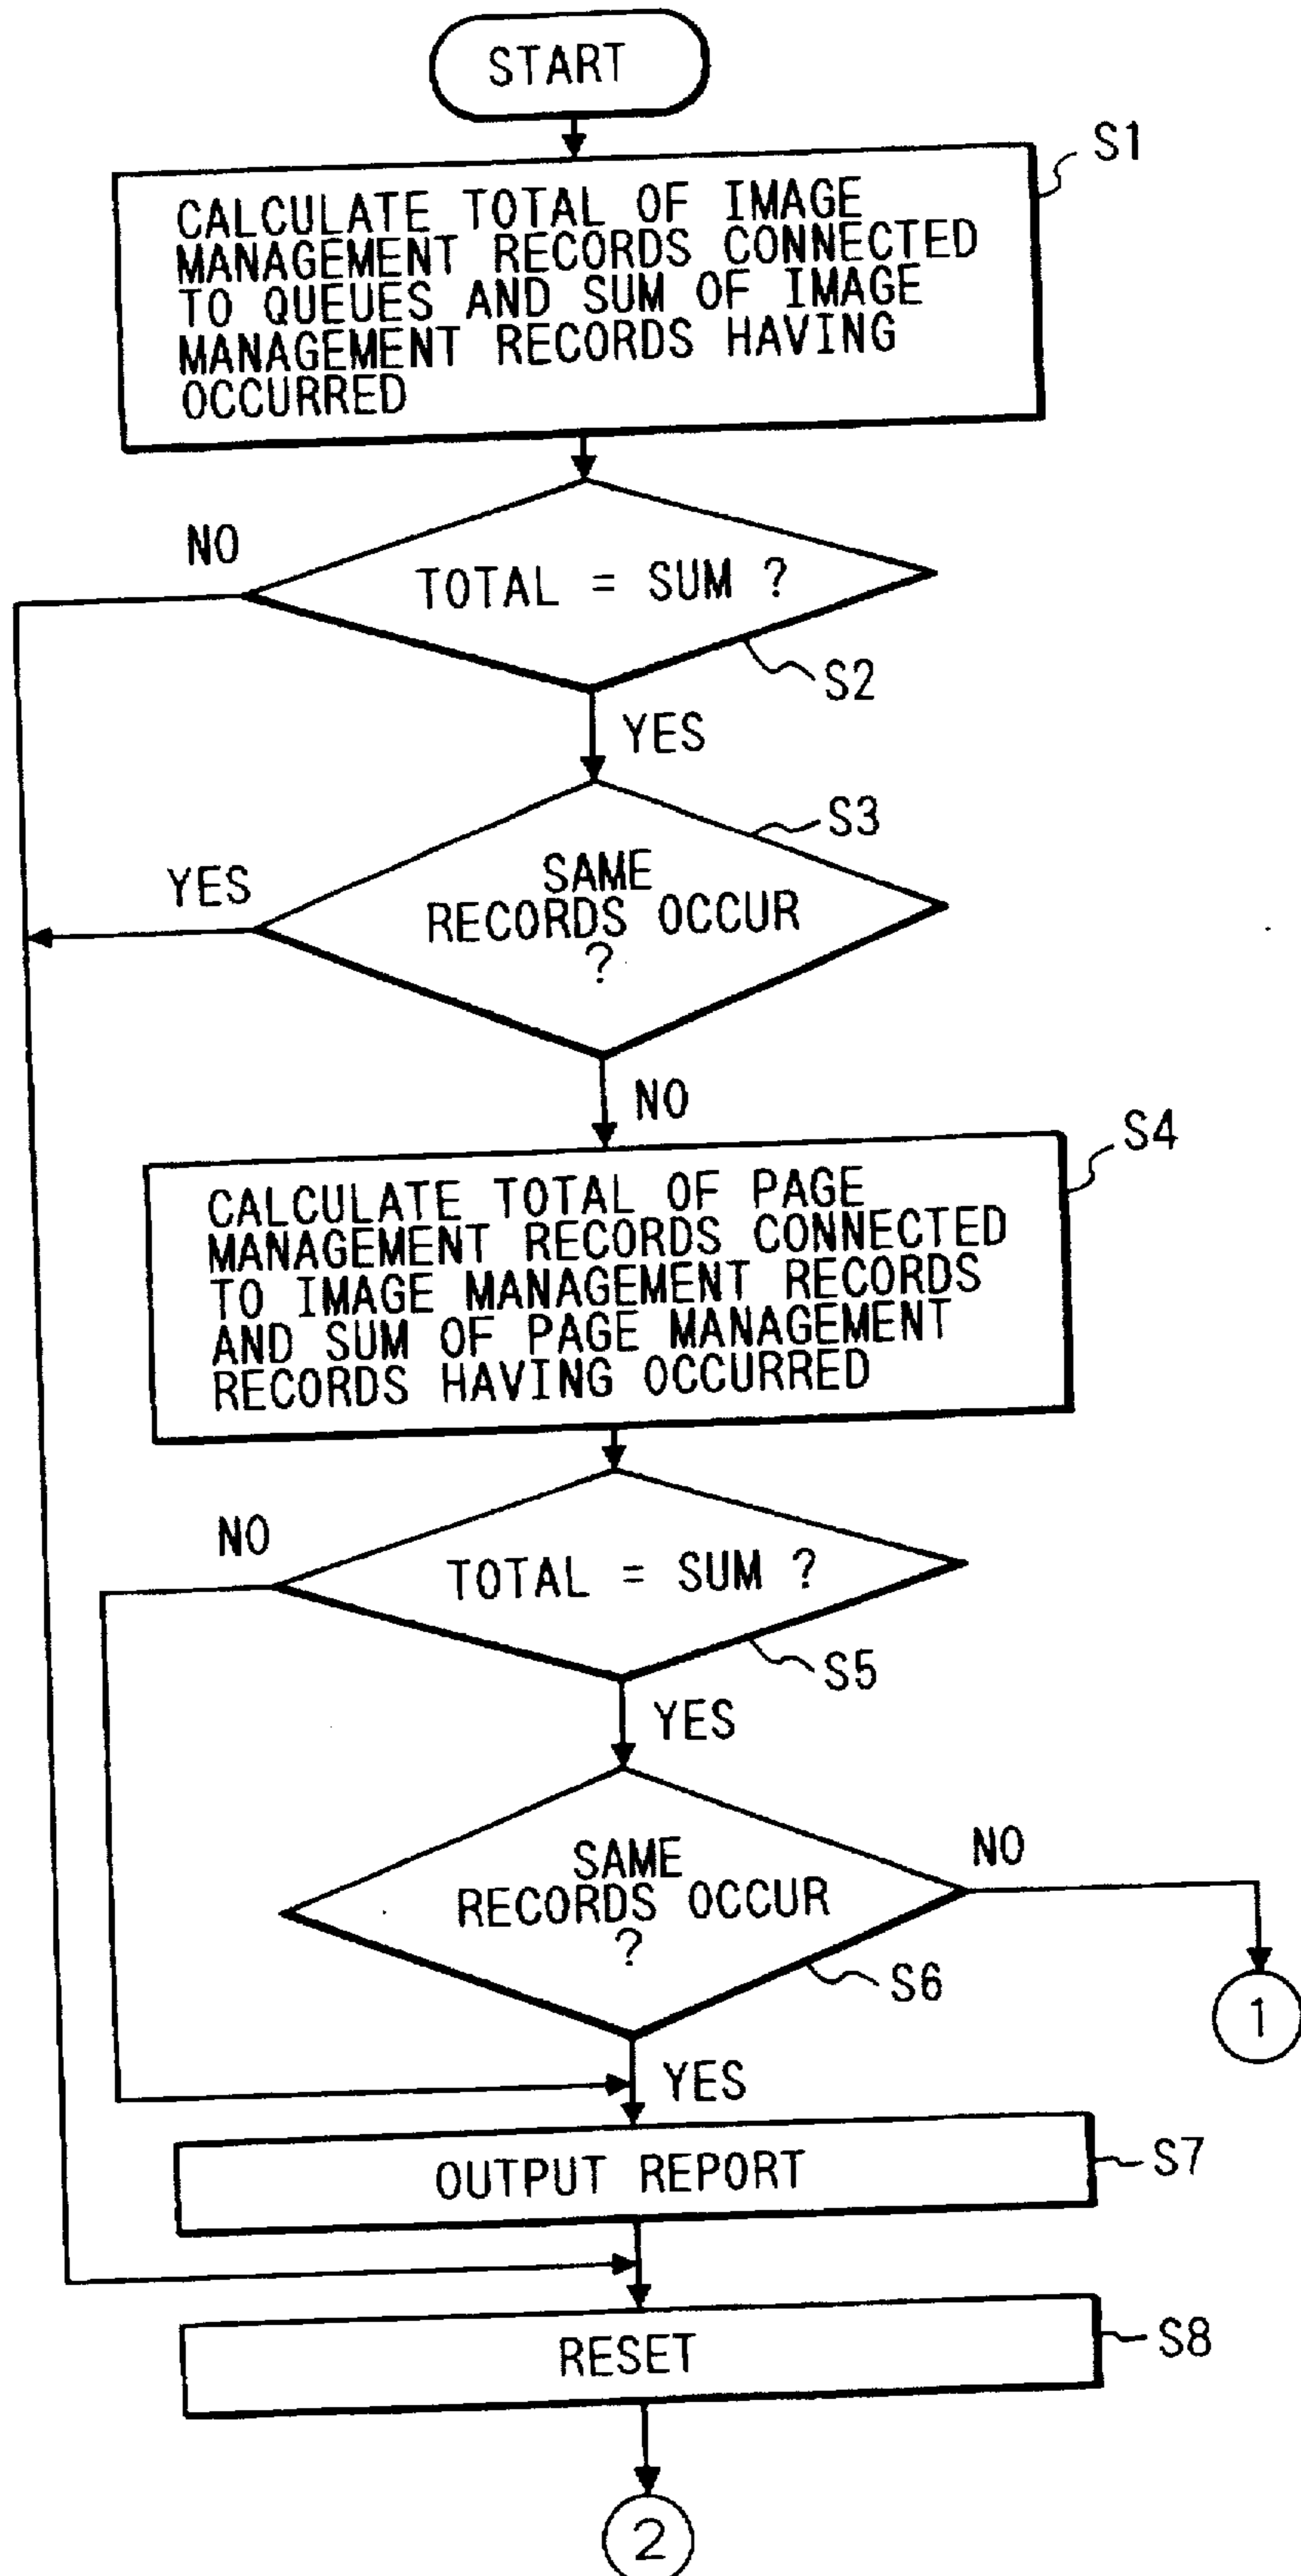 START
S1
CALCULATE TOTAL OF IMAGE
MANAGEMENT RECORDS CONNECTED
TO QUEUES AND SUM OF IMAGE
MANAGEMENT RECORDS HAVING
OCCURRED
NO
TOTAL = SUM ?
S2
YES
S3
YES
SAME
RECORDS OCCUR
?
NO
S4
CALCULATE TOTAL OF PAGE
MANAGEMENT RECORDS CONNECTED
TO IMAGE MANAGEMENT RECORDS
AND SUM OF PAGE MANAGEMENT
RECORDS HAVING OCCURRED
NO
TOTAL = SUM ?
S5
YES
SAME
RECORDS OCCUR
?
NO
S6
1
YES
OUTPUT REPORT
S7
RESET
S8
2